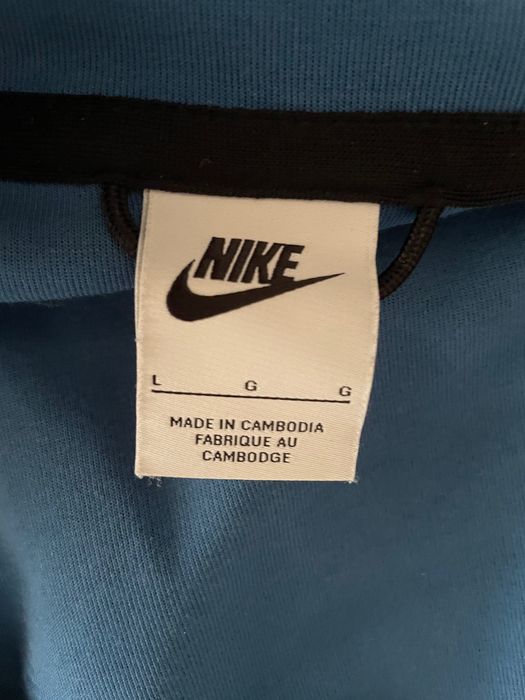 NIKE
L G G
MADE IN CAMBODIA
FABRIQUE AU
CAMBODGE